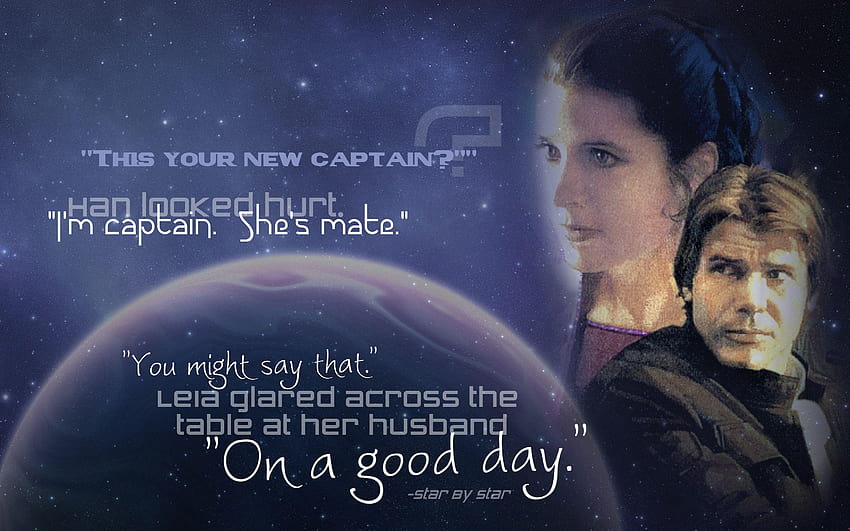 ?
"This your new captain?""
Han looked hurt.
"I'm captain. She's mate."
"You might say that."
Leia glared across the
table at her husband
"On a good day."
-Star by Star